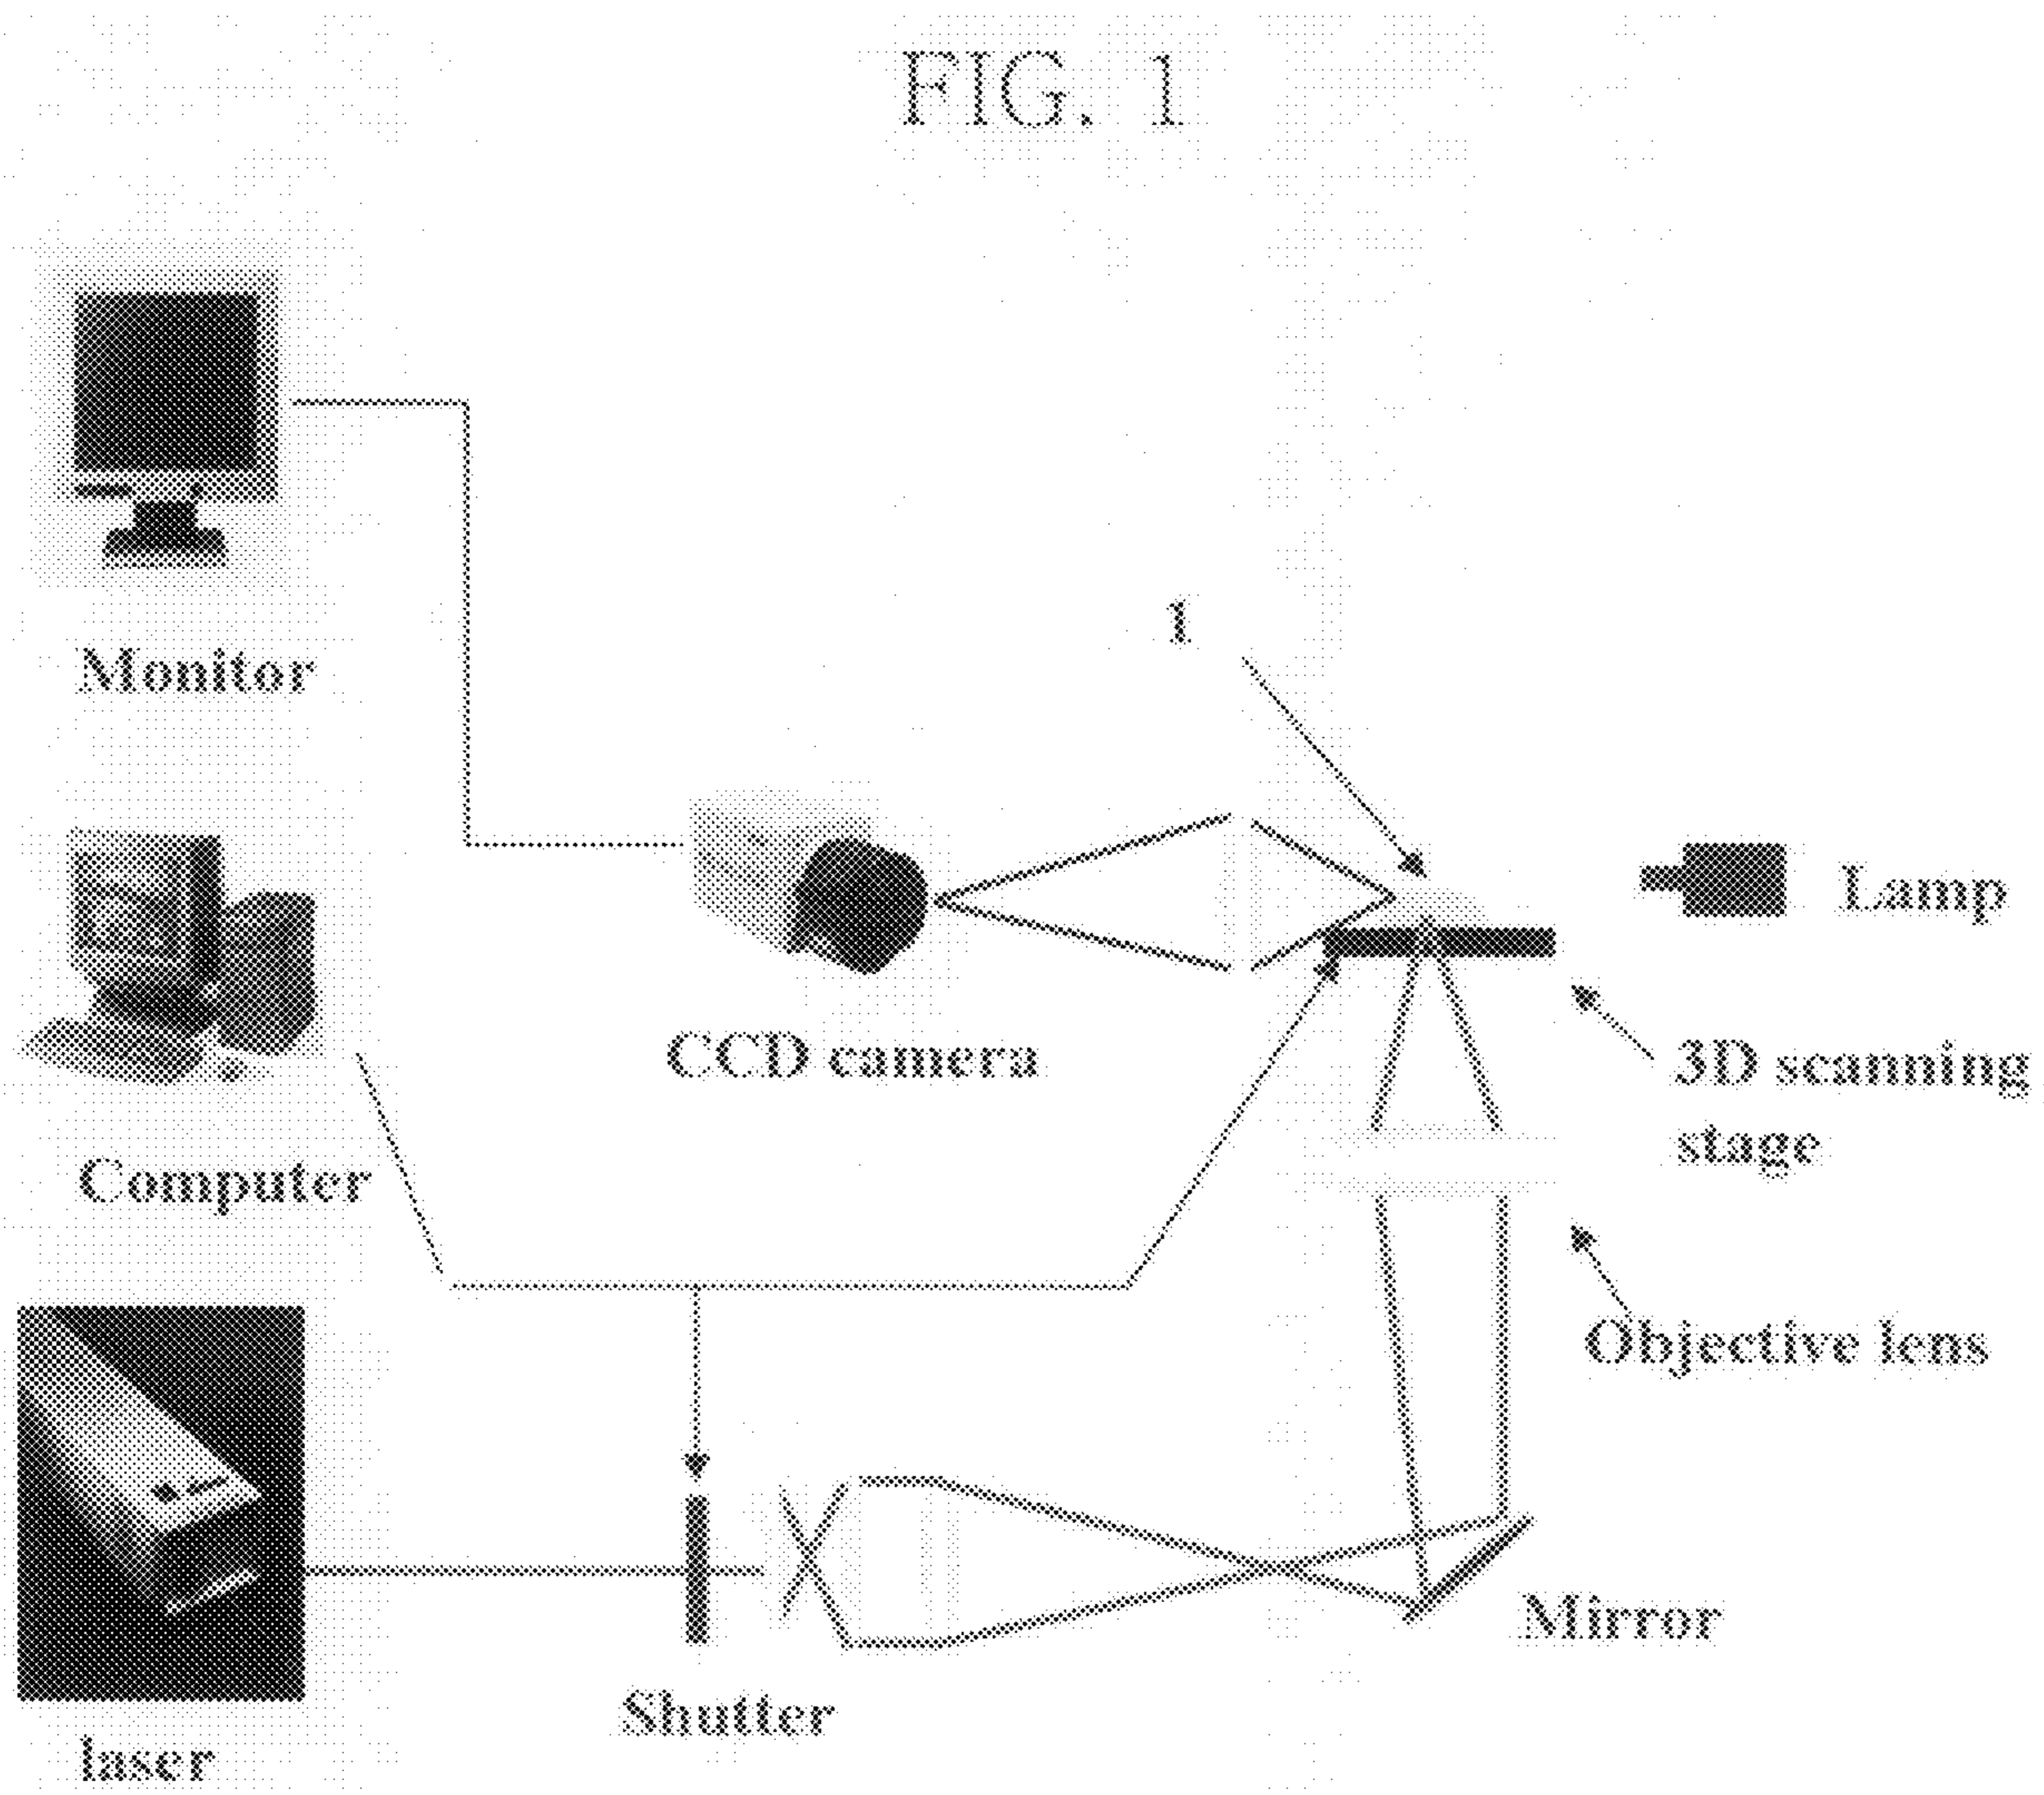 FIG. 1
Monitor
1
Lamp
CCD camera
3D scanning
stage
Computer
Objective lens
Mirror
Shutter
laser